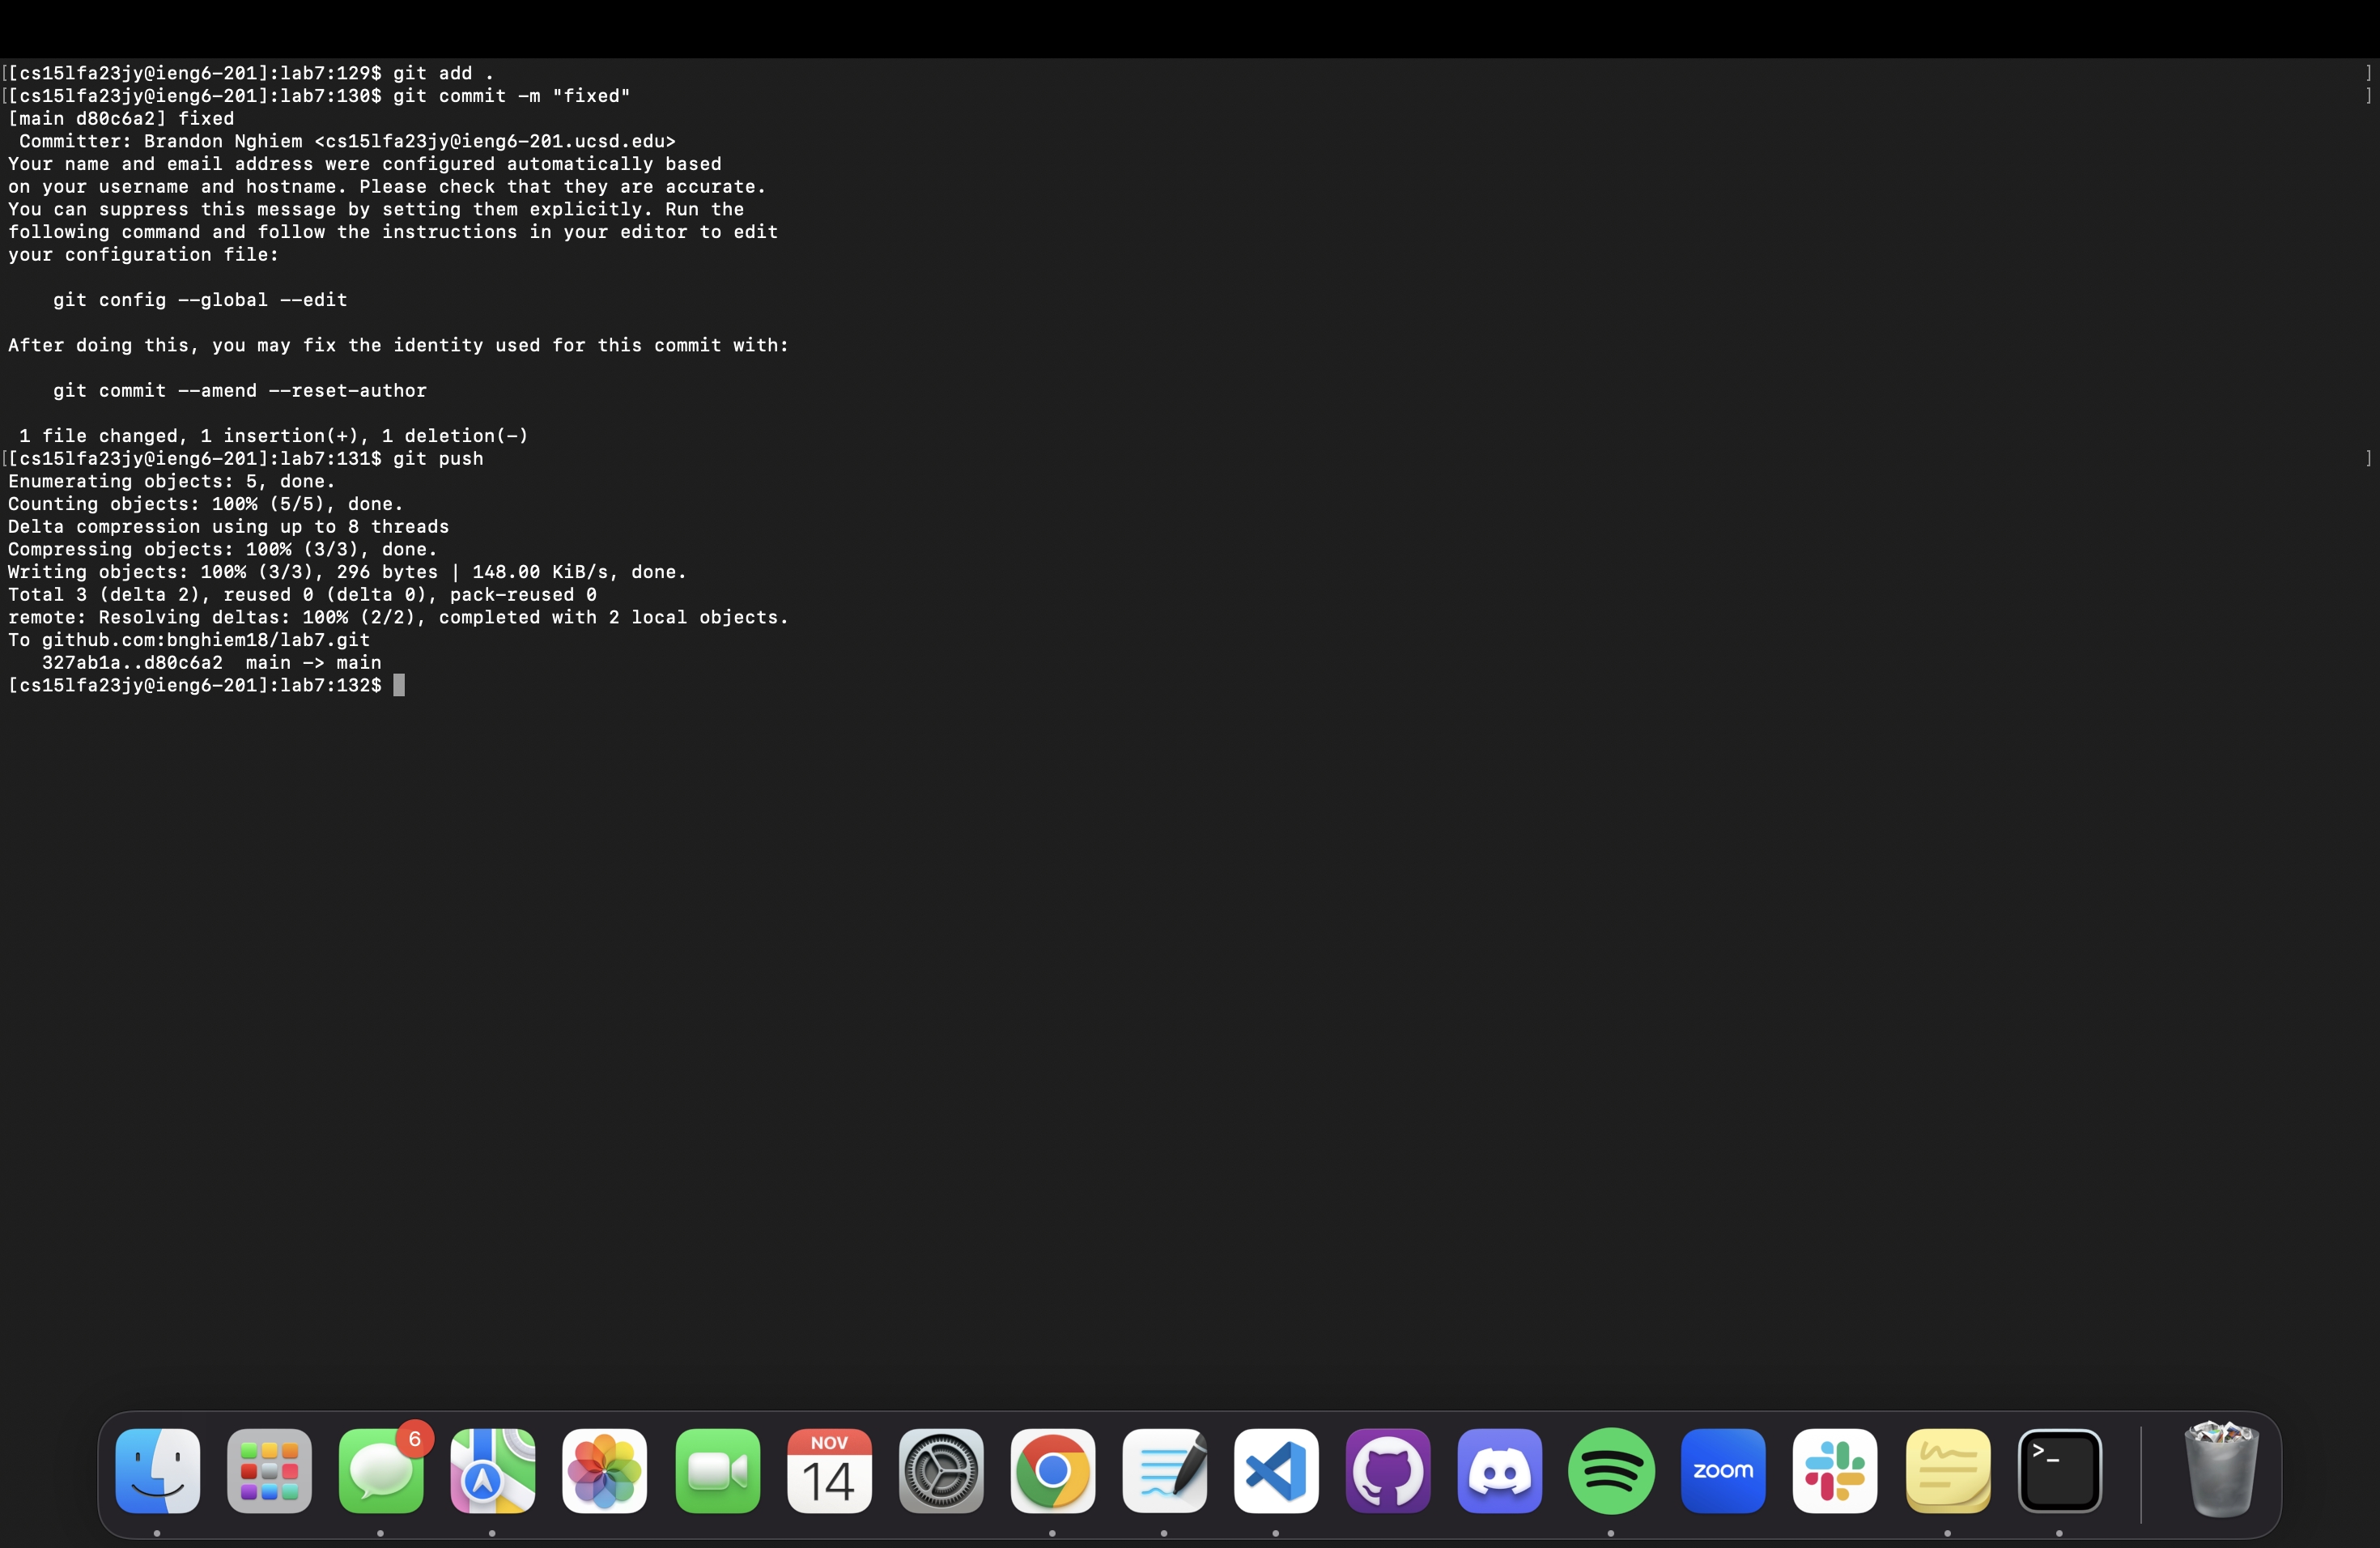 [[cs15lfa23jy@ieng6-201]:lab7:129$ git add . ]
[[cs15lfa23jy@ieng6-201]:lab7:130$ git commit -m "fixed" ]
[main d80c6a2] fixed
 Committer: Brandon Nghiem <cs15lfa23jy@ieng6-201.ucsd.edu>
Your name and email address were configured automatically based
on your username and hostname. Please check that they are accurate.
You can suppress this message by setting them explicitly. Run the
following command and follow the instructions in your editor to edit
your configuration file:
    git config --global --edit
After doing this, you may fix the identity used for this commit with:
    git commit --amend --reset-author
 1 file changed, 1 insertion(+), 1 deletion(-)
[[cs15lfa23jy@ieng6-201]:lab7:131$ git push ]
Enumerating objects: 5, done.
Counting objects: 100% (5/5), done.
Delta compression using up to 8 threads
Compressing objects: 100% (3/3), done.
Writing objects: 100% (3/3), 296 bytes | 148.00 KiB/s, done.
Total 3 (delta 2), reused 0 (delta 0), pack-reused 0
remote: Resolving deltas: 100% (2/2), completed with 2 local objects.
To github.com:bnghiem18/lab7.git
   327ab1a..d80c6a2  main -> main
[cs15lfa23jy@ieng6-201]:lab7:132$
6
NOV
14
zoom
>_